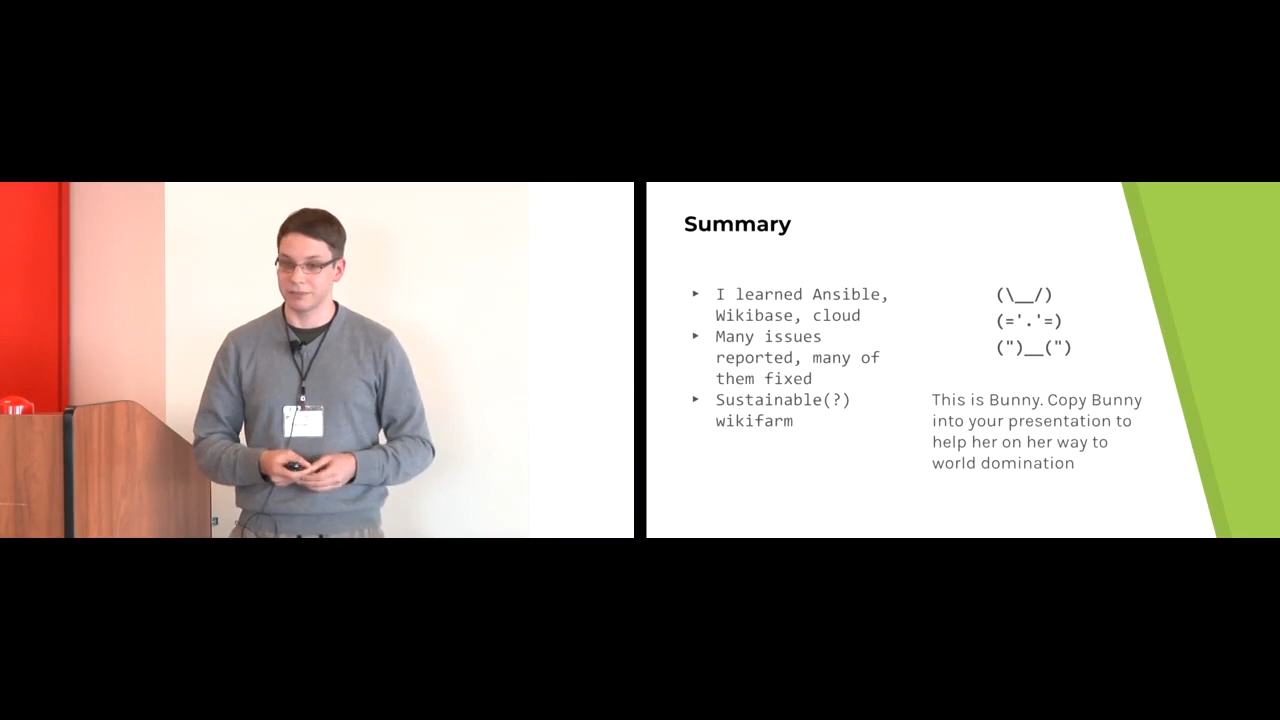 Summary
▸ I learned Ansible,
Wikibase, cloud
▸ Many issues
reported, many of
them fixed
▸ Sustainable(?)
wikifarm
(\__/)
(='.'=)
(")__(")
This is Bunny. Copy Bunny
into your presentation to
help her on her way to
world domination